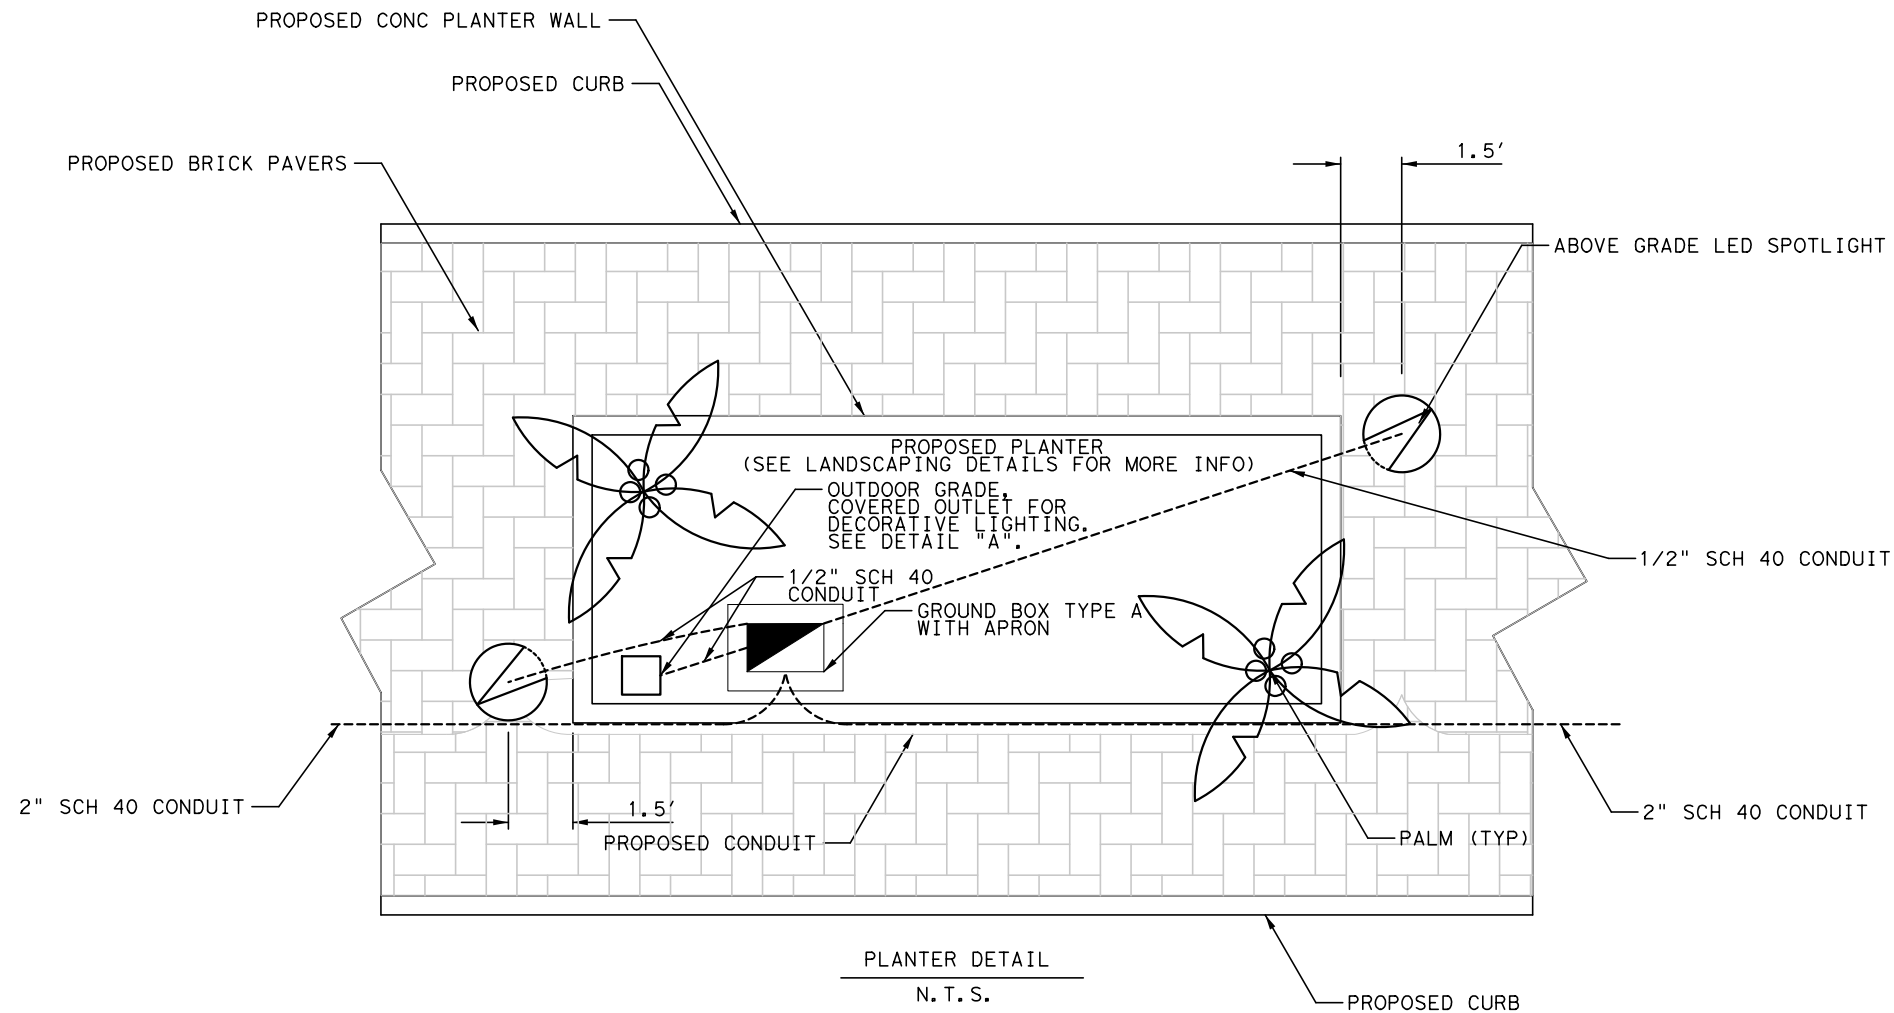 PROPOSED CONC PLANTER WALL
PROPOSED CURB
PROPOSED BRICK PAVERS
1.5'
ABOVE GRADE LED SPOTLIGHT
PROPOSED PLANTER
(SEE LANDSCAPING DETAILS FOR MORE INFO)
OUTDOOR GRADE,
COVERED OUTLET FOR
DECORATIVE LIGHTING.
SEE DETAIL "A".
1/2" SCH 40 CONDUIT
1/2" SCH 40
CONDUIT
GROUND BOX TYPE A
WITH APRON
2" SCH 40 CONDUIT
1.5'
PROPOSED CONDUIT
2" SCH 40 CONDUIT
PALM (TYP)
PLANTER DETAIL
N.T.S.
PROPOSED CURB